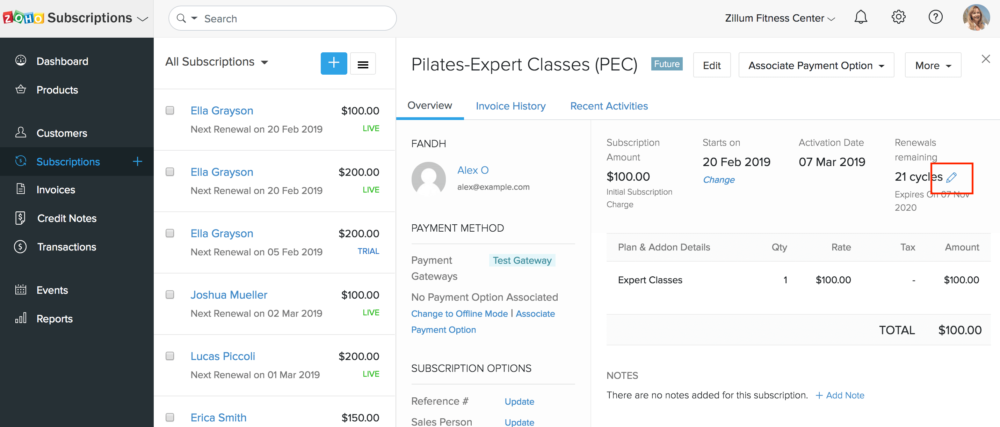 ZOHO Subscriptions
Search
Zillum Fitness Center
Dashboard
Products
Customers
Subscriptions
Invoices
Credit Notes
Transactions
Events
Reports
All Subscriptions
Ella Grayson $100.00
Next Renewal on 20 Feb 2019 LIVE
Ella Grayson $200.00
Next Renewal on 20 Feb 2019 LIVE
Ella Grayson $200.00
Next Renewal on 05 Feb 2019 TRIAL
Joshua Mueller $100.00
Next Renewal on 02 Mar 2019 LIVE
Lucas Piccoli $200.00
Next Renewal on 01 Mar 2019 LIVE
Erica Smith $150.00
Pilates-Expert Classes (PEC) Future Edit Associate Payment Option More
Overview Invoice History Recent Activities
FANDH
Alex O
alex@example.com
PAYMENT METHOD
Payment
Gateways
Test Gateway
No Payment Option Associated
Change to Offline Mode | Associate
Payment Option
SUBSCRIPTION OPTIONS
Reference # Update
Sales Person Update
Subscription
Amount
$100.00
Initial Subscription
Charge
Starts on
20 Feb 2019
Change
Activation Date
07 Mar 2019
Renewals
remaining
21 cycles
Expires On 07 Nov
2020
Plan & Addon Details Qty Rate Tax Amount
Expert Classes 1 $100.00 - $100.00
TOTAL $100.00
NOTES
There are no notes added for this subscription. + Add Note